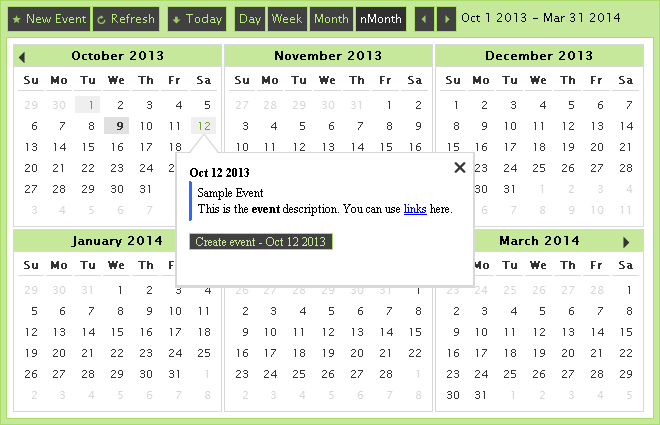 New Event Refresh Today Day Week Month nMonth Oct 1 2013 - Mar 31 2014
October 2013
Su Mo Tu We Th Fr Sa
29 30 1 2 3 4 5
6 7 8 9 10 11 12
13 14 15 16 17 18
20 21 22 23 24
27 28 29 30 31
3 4 5 6 7
November 2013
Su Mo Tu We Th Fr Sa
27 28 29 30 31 1 2
3 4 5 6 7 8 9
10 11 12 13 14 15 16
December 2013
Su Mo Tu We Th Fr Sa
1 2 3 4 5 6 7
8 9 10 11 12 13 14
15 16 17 18 19 20 21
23 24 25 26 27 28
30 31 1 2 3 4
6 7 8 9 10 11
Oct 12 2013
Sample Event
This is the event description. You can use links here.
Create event - Oct 12 2013
January 2014
Su Mo Tu We Th Fr
29 30 31 1 2 3 4
5 6 7 8 9 10 11
12 13 14 15 16 17 18
19 20 21 22 23 24 25
26 27 28 29 30 31 1
2 3 4 5 6 7 8
26 27 28 29 30 31 1
2 3 4 5 6 7 8
9 10 11 12 13 14 15
16 17 18 19 20 21 22
23 24 25 26 27 28 1
2 3 4 5 6 7 8
March 2014
Mo Tu We Th Fr Sa
23 24 25 26 27 28 1
2 3 4 5 6 7 8
9 10 11 12 13 14 15
16 17 18 19 20 21 22
23 24 25 26 27 28 29
30 31 1 2 3 4 5